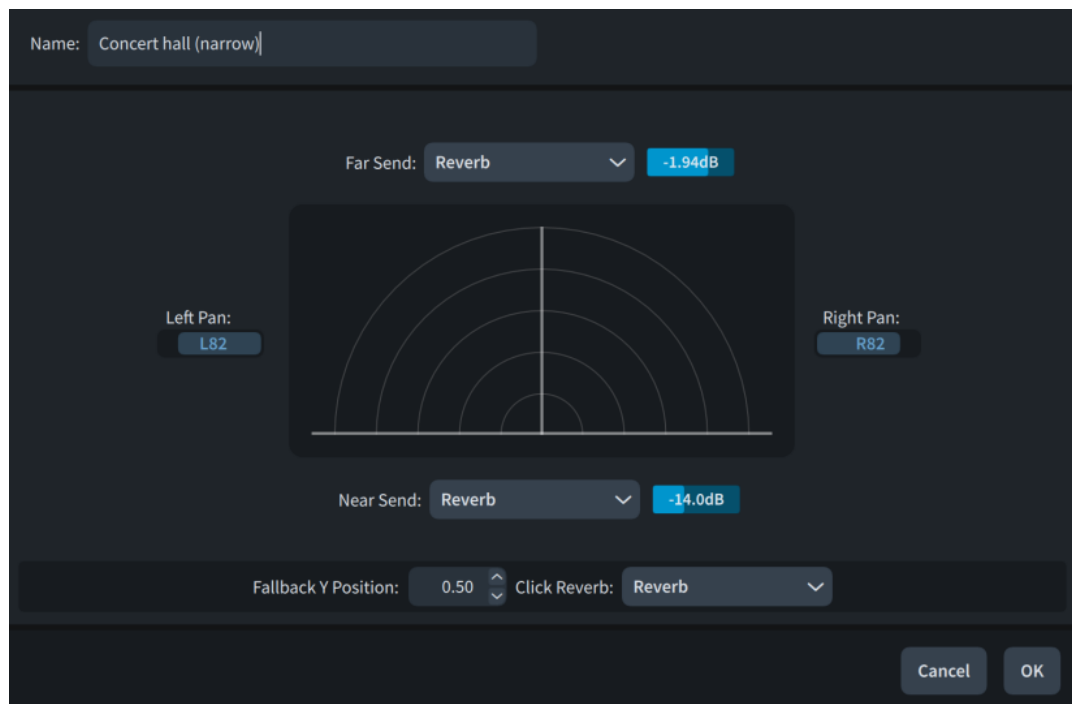 Name: Concert hall (narrow)
Far Send: Reverb -1.94dB
Left Pan:
L82
Right Pan:
R82
Near Send: Reverb -14.0dB
Fallback Y Position: 0.50 Click Reverb: Reverb
Cancel OK